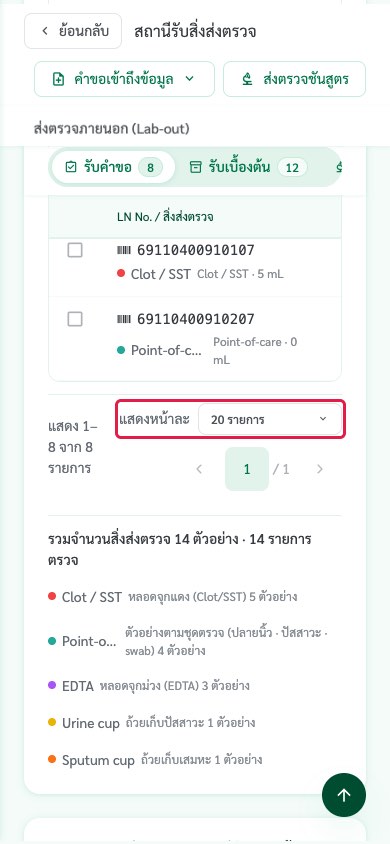 ย้อนกลับ สถานีรับสิ่งส่งตรวจ
คำขอเข้าถึงข้อมูล ส่งตรวจชันสูตร
ส่งตรวจภายนอก (Lab-out)
รับคำขอ 8 รับเบื้องต้น 12
LN No. / สิ่งส่งตรวจ
69110400910107
Clot / SST Clot / SST · 5 mL
69110400910207
Point-of-c... Point-of-care · 0
mL
แสดง 1–
8 จาก 8
รายการ
แสดงหน้าละ 20 รายการ
1 / 1
รวมจำนวนสิ่งส่งตรวจ 14 ตัวอย่าง · 14 รายการ
ตรวจ
Clot / SST หลอดจุกแดง (Clot/SST) 5 ตัวอย่าง
Point-o... ตัวอย่างตามชุดตรวจ (ปลายนิ้ว · ปัสสาวะ ·
swab) 4 ตัวอย่าง
EDTA หลอดจุกม่วง (EDTA) 3 ตัวอย่าง
Urine cup ถ้วยเก็บปัสสาวะ 1 ตัวอย่าง
Sputum cup ถ้วยเก็บเสมหะ 1 ตัวอย่าง